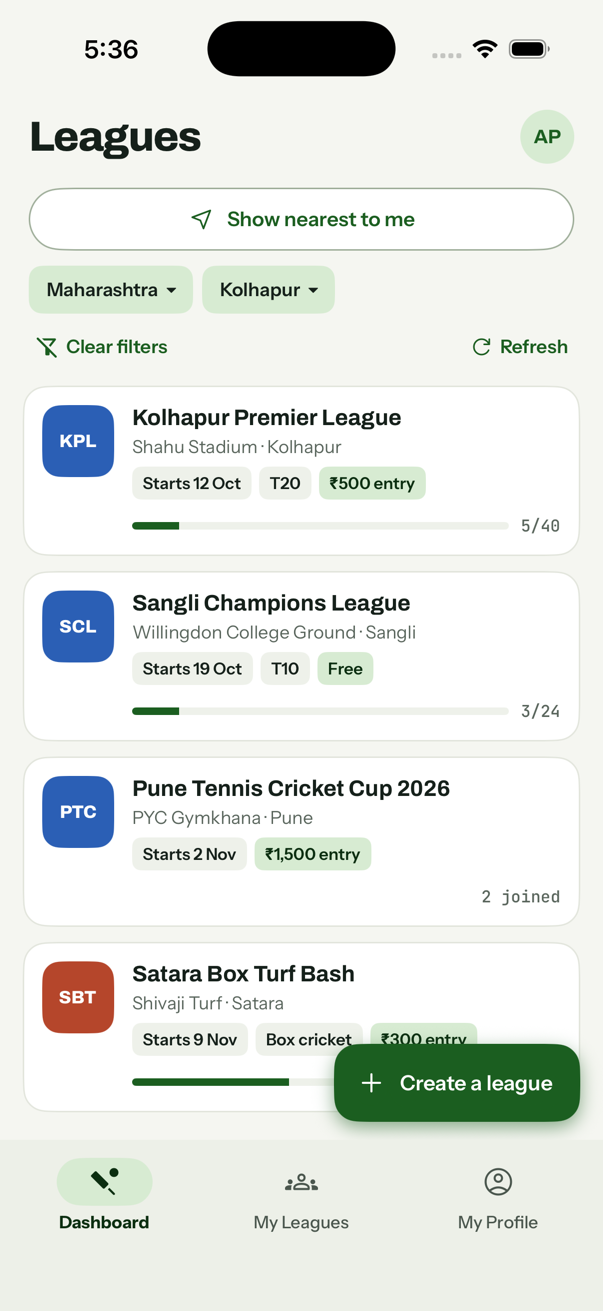 5:36
Leagues
AP
Show nearest to me
Maharashtra
Kolhapur
Clear filters
Refresh
KPL
Kolhapur Premier League
Shahu Stadium · Kolhapur
Starts 12 Oct
T20
₹500 entry
5/40
SCL
Sangli Champions League
Willingdon College Ground · Sangli
Starts 19 Oct
T10
Free
3/24
PTC
Pune Tennis Cricket Cup 2026
PYC Gymkhana · Pune
Starts 2 Nov
₹1,500 entry
2 joined
SBT
Satara Box Turf Bash
Shivaji Turf · Satara
Starts 9 Nov
Box cricket
₹300 entry
+ Create a league
Dashboard
My Leagues
My Profile